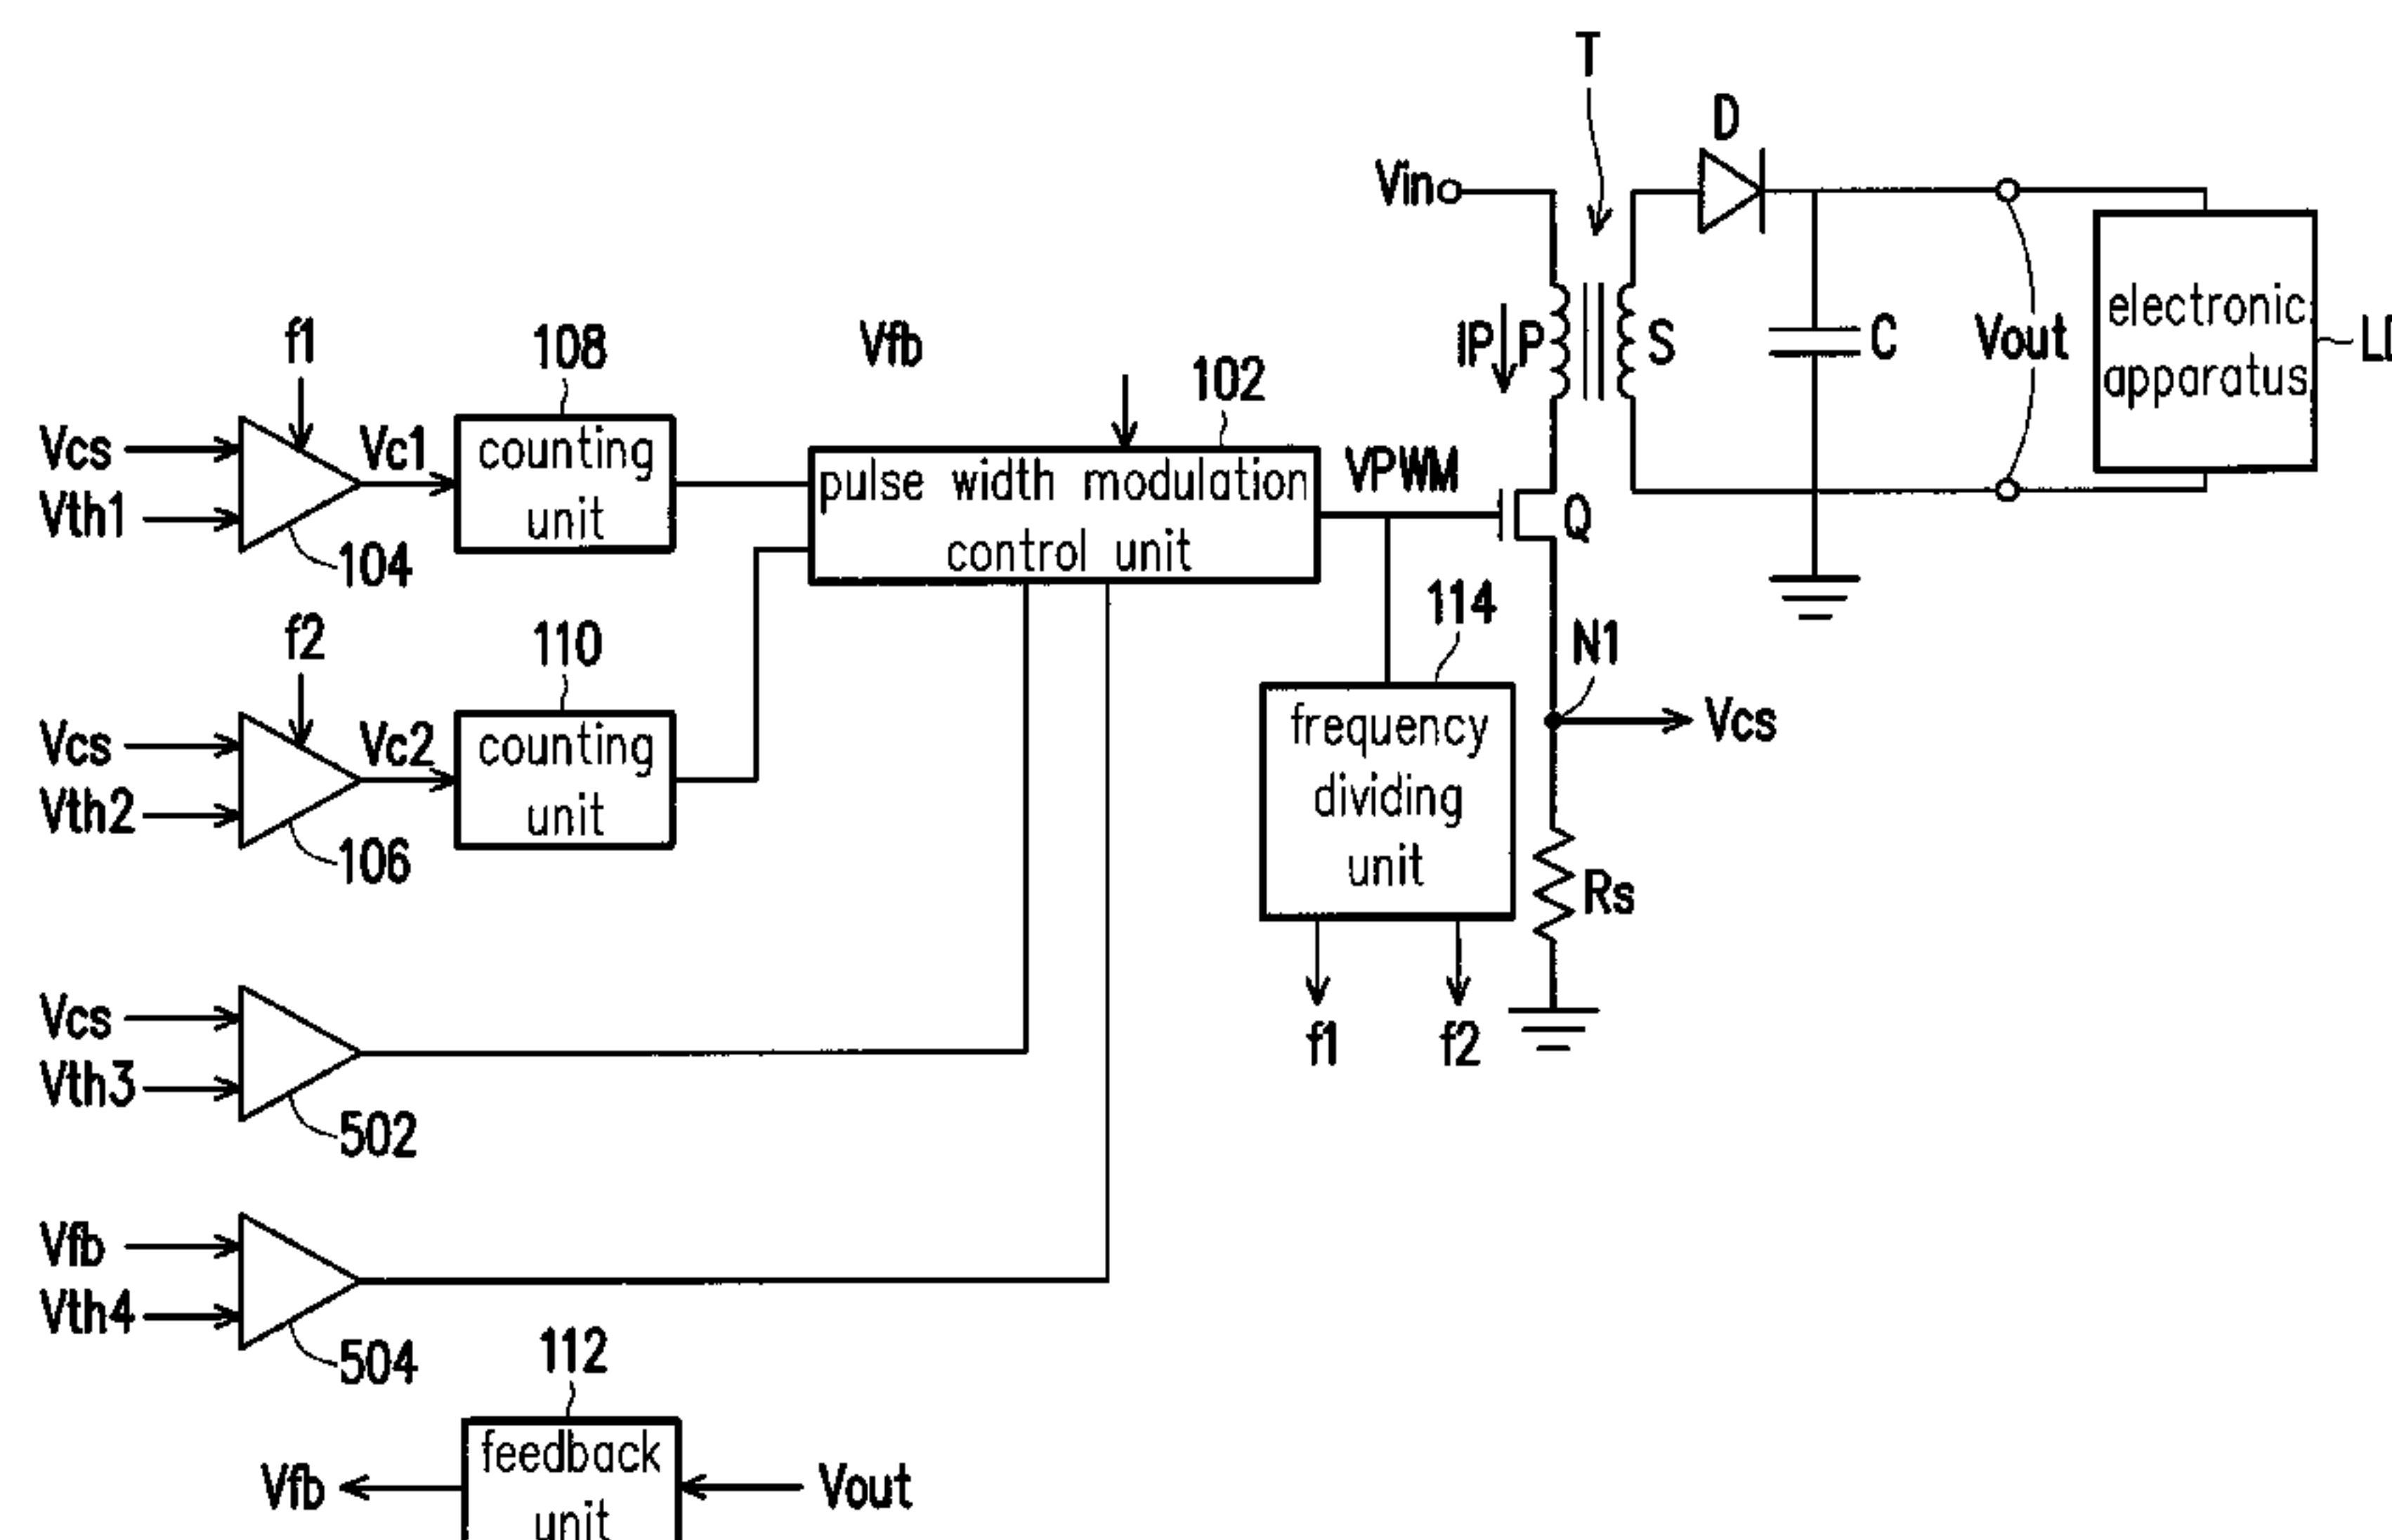 T
D
Vin
IP
P
S
C
Vout
electronic
apparatus
f1
108
Vfb
102
Vcs
Vth1
Vc1
counting
unit
104
pulse width modulation
control unit
VPWM
Q
f2
110
114
N1
Vcs
Vth2
Vc2
counting
unit
106
frequency
dividing
unit
Vcs
Rs
f1
f2
Vcs
Vth3
502
Vfb
Vth4
504
112
feedback
unit
Vfb
Vout